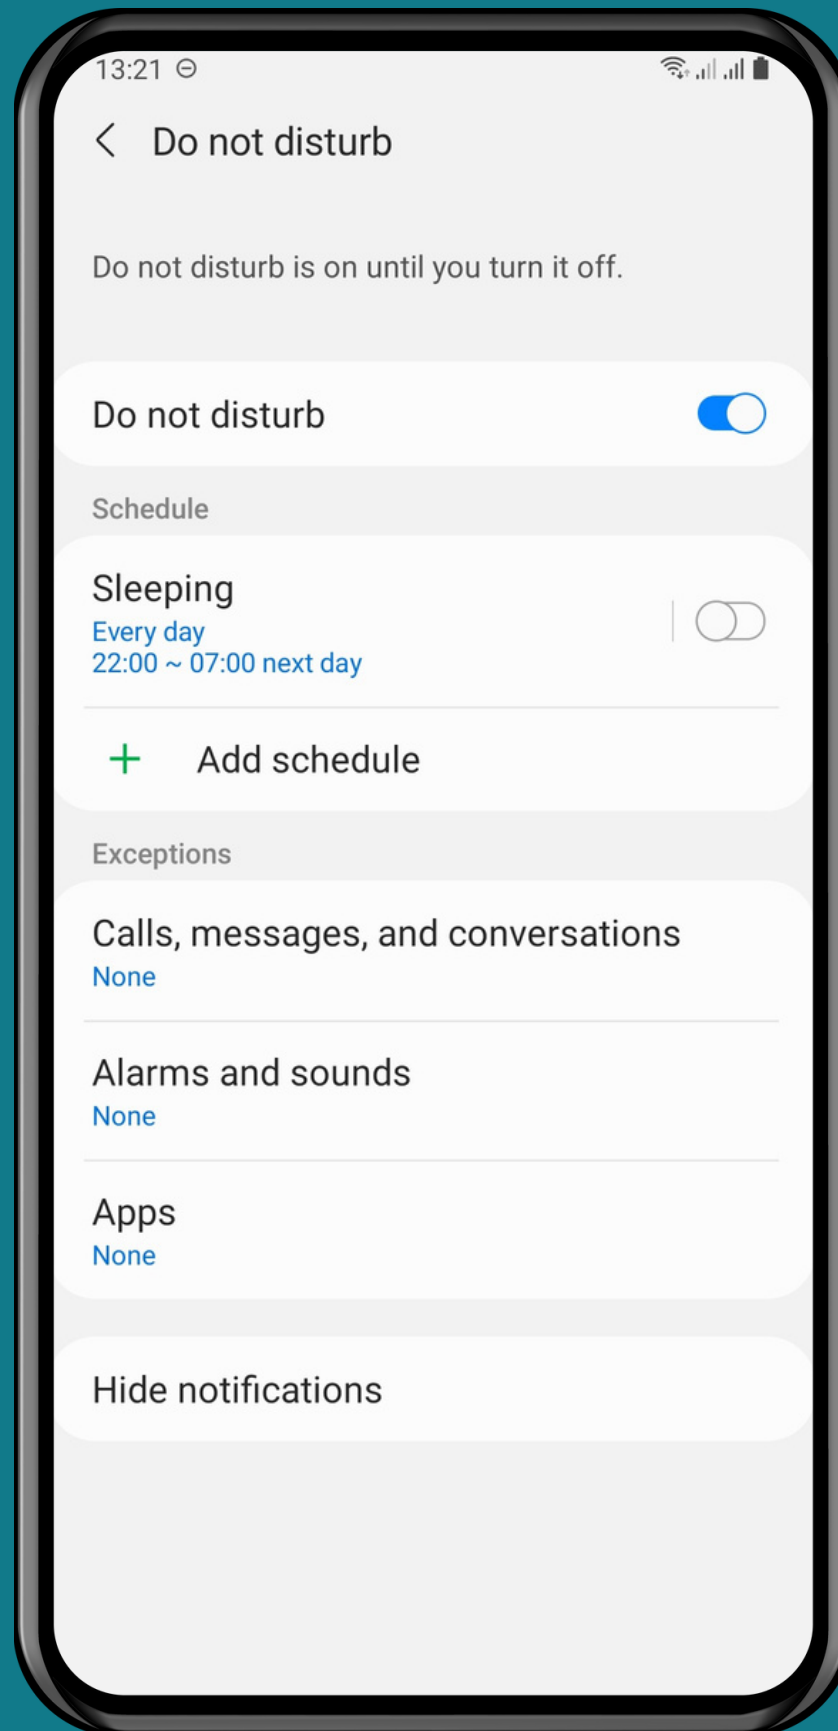 13:21
Do not disturb
Do not disturb is on until you turn it off.
Do not disturb
Schedule
Sleeping
Every day
22:00 ~ 07:00 next day
Add schedule
Exceptions
Calls, messages, and conversations
None
Alarms and sounds
None
Apps
None
Hide notifications